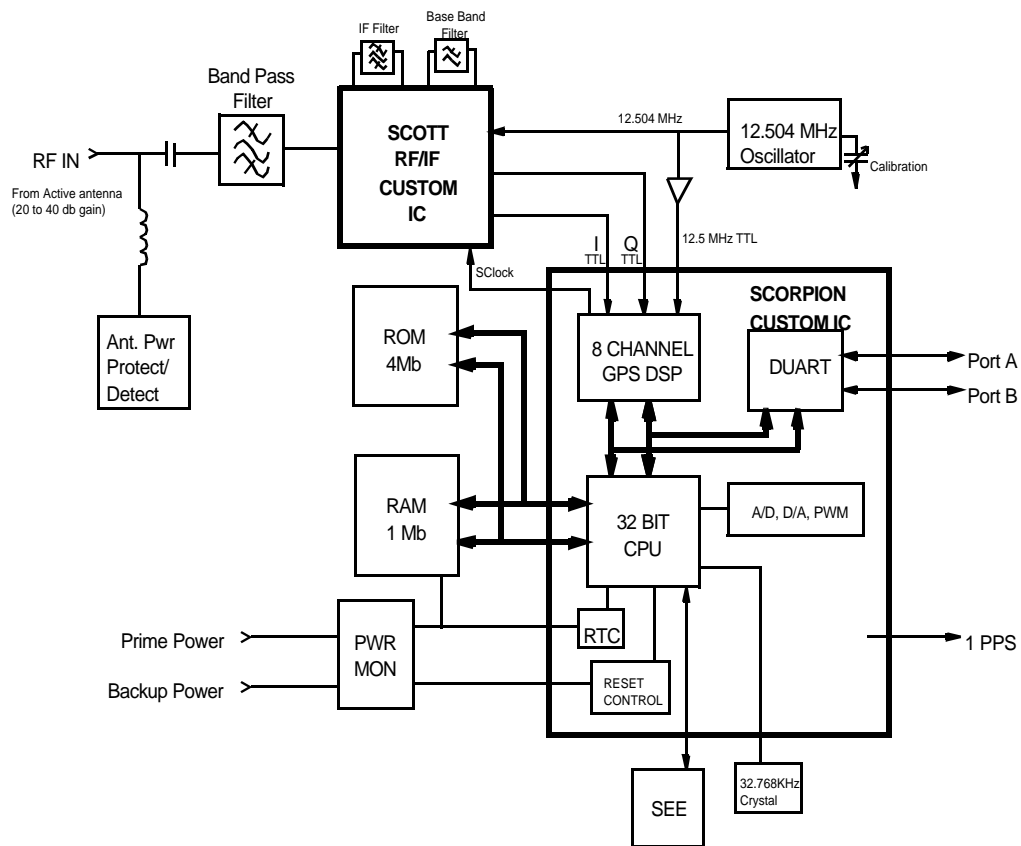 IF Filter
Base Band
Filter
Band Pass
Filter
RF IN
From Active antenna
(20 to 40 db gain)
SCOTT
RF/IF
CUSTOM
IC
12.504 MHz
12.504 MHz
Oscillator
Calibration
I
TTL
Q
TTL
12.5 MHz TTL
SClock
Ant. Pwr
Protect/
Detect
ROM
4Mb
8 CHANNEL
GPS DSP
SCORPION
CUSTOM IC
DUART
Port A
Port B
RAM
1 Mb
32 BIT
CPU
A/D, D/A, PWM
Prime Power
Backup Power
PWR
MON
RTC
RESET
CONTROL
1 PPS
SEE
32.768KHz
Crystal